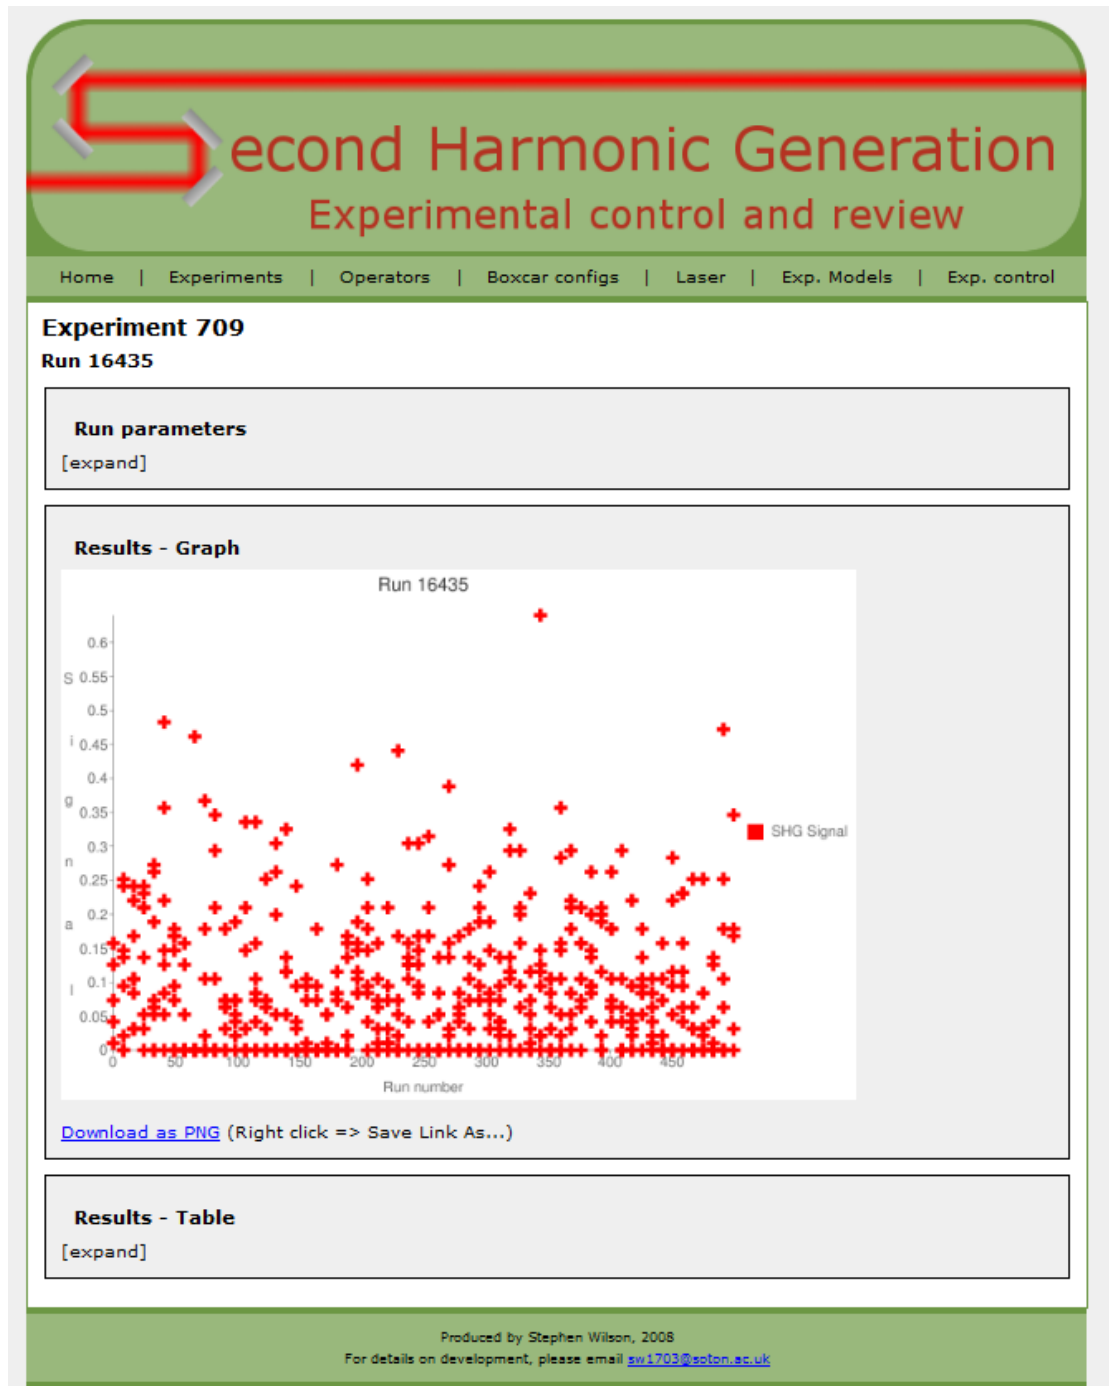 econd Harmonic Generation
Experimental control and review
Home | Experiments | Operators | Boxcar configs | Laser | Exp. Models | Exp. control
Experiment 709
Run 16435
Run parameters
[expand]
Results - Graph
Run 16435
Signal
0.6
0.55
0.5
0.45
0.4
0.35
0.3
0.25
0.2
0.15
0.1
0.05
0
0 50 100 150 200 250 300 350 400 450
Run number
SHG Signal
Download as PNG (Right click => Save Link As...)
Results - Table
[expand]
Produced by Stephen Wilson, 2008
For details on development, please email sw1703@soton.ac.uk